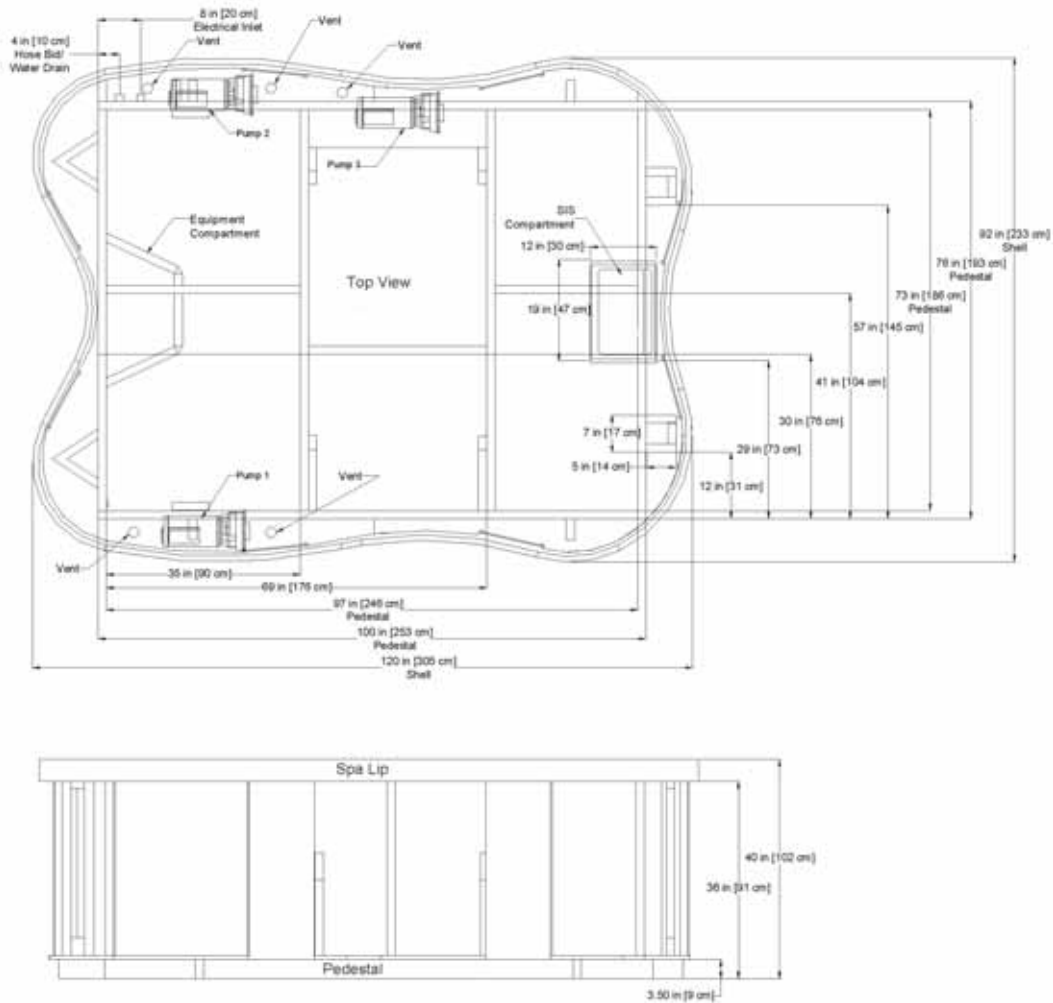 8 in [20 cm]
Electrical Inlet
Vent
Vent
Vent
4 in [10 cm]
Hose Bid/
Water Drain
Pump 2
Pump 3
Equipment
Compartment
SIS
Compartment
12 in [30 cm]
Top View
19 in [47 cm]
92 in [233 cm]
Shell
76 in [193 cm]
Pedestal
73 in [186 cm]
Pedestal
57 in [145 cm]
41 in [104 cm]
30 in [76 cm]
29 in [73 cm]
7 in [17 cm]
5 in [14 cm]
12 in [31 cm]
Pump 1
Vent
Vent
35 in [90 cm]
69 in [176 cm]
97 in [246 cm]
Pedestal
100 in [253 cm]
Pedestal
120 in [305 cm]
Shell
Spa Lip
40 in [102 cm]
36 in [91 cm]
Pedestal
3.50 in [9 cm]